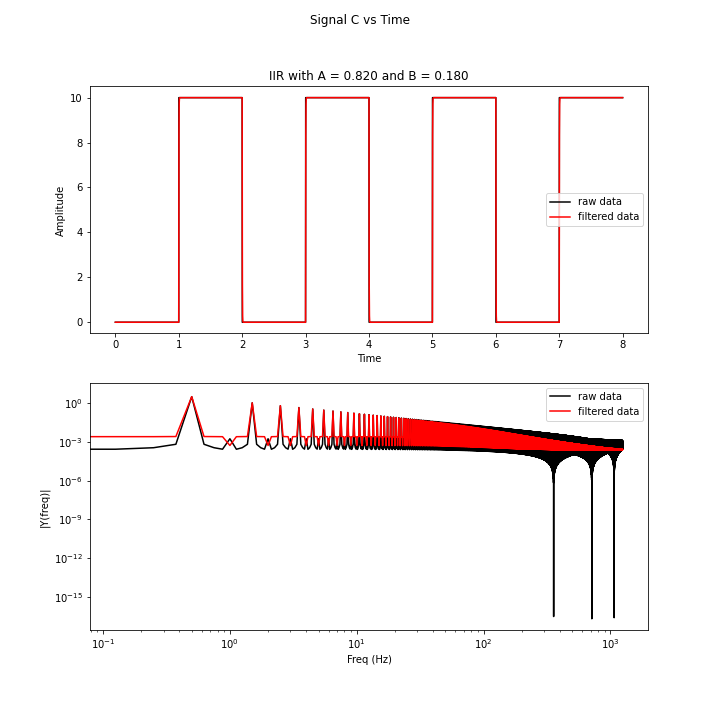 Signal C vs Time
IIR with A = 0.820 and B = 0.180
Amplitude
10
8
6
4
2
0
raw data
filtered data
0 1 2 3 4 5 6 7 8
Time
|Y(freq)|
10⁰
10⁻³
10⁻⁶
10⁻⁹
10⁻¹²
10⁻¹⁵
raw data
filtered data
10⁻¹ 10⁰ 10¹ 10² 10³
Freq (Hz)